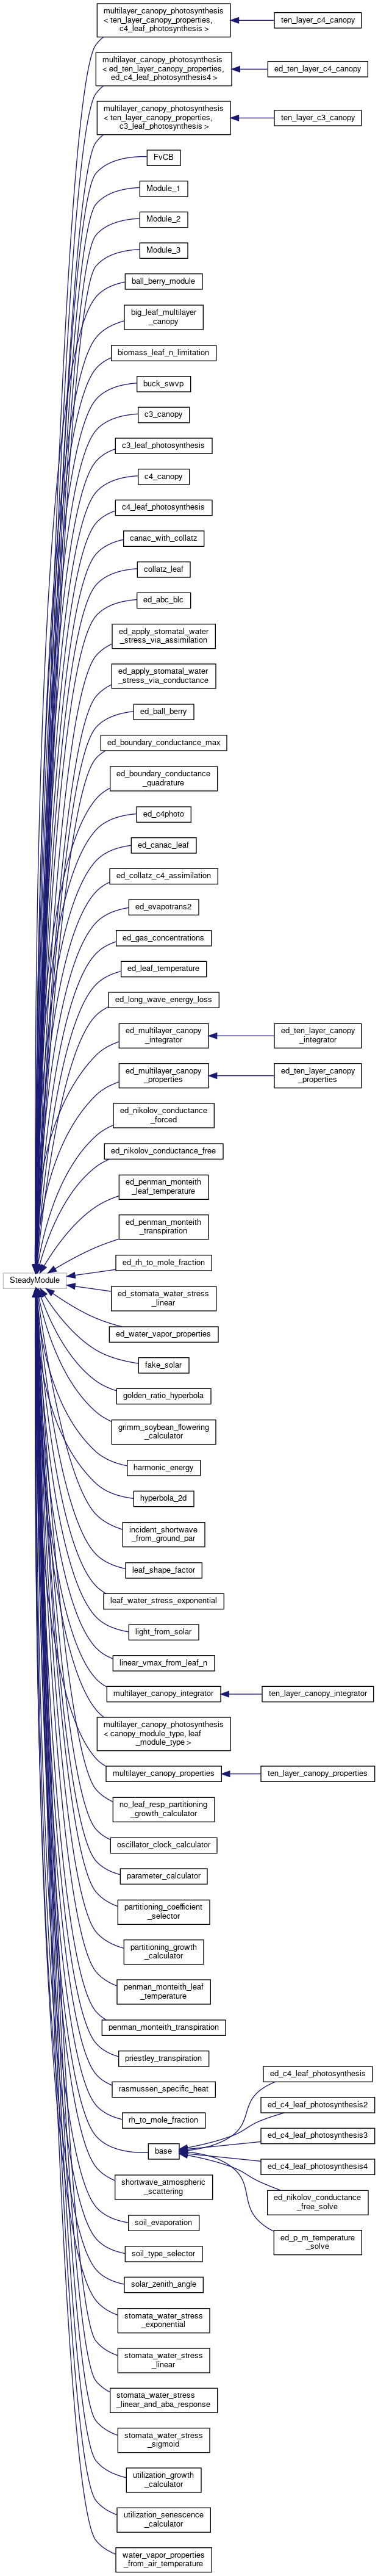 multilayer_canopy_photosynthesis
< ten_layer_canopy_properties,
c4_leaf_photosynthesis >
ten_layer_c4_canopy
multilayer_canopy_photosynthesis
< ed_ten_layer_canopy_properties,
ed_c4_leaf_photosynthesis4 >
ed_ten_layer_c4_canopy
multilayer_canopy_photosynthesis
< ten_layer_canopy_properties,
c3_leaf_photosynthesis >
ten_layer_c3_canopy
FvCB
Module_1
Module_2
Module_3
ball_berry_module
big_leaf_multilayer
_canopy
biomass_leaf_n_limitation
buck_swvp
c3_canopy
c3_leaf_photosynthesis
c4_canopy
c4_leaf_photosynthesis
canac_with_collatz
collatz_leaf
ed_abc_blc
ed_apply_stomatal_water
_stress_via_assimilation
ed_apply_stomatal_water
_stress_via_conductance
ed_ball_berry
ed_boundary_conductance_max
ed_boundary_conductance
_quadrature
ed_c4photo
ed_canac_leaf
ed_collatz_c4_assimilation
ed_evapotrans2
ed_gas_concentrations
ed_leaf_temperature
ed_long_wave_energy_loss
ed_multilayer_canopy
_integrator
ed_ten_layer_canopy
_integrator
ed_multilayer_canopy
_properties
ed_ten_layer_canopy
_properties
ed_nikolov_conductance
_forced
ed_nikolov_conductance_free
ed_penman_monteith
_leaf_temperature
ed_penman_monteith
_transpiration
ed_rh_to_mole_fraction
SteadyModule
ed_stomata_water_stress
_linear
ed_water_vapor_properties
fake_solar
golden_ratio_hyperbola
grimm_soybean_flowering
_calculator
harmonic_energy
hyperbola_2d
incident_shortwave
_from_ground_par
leaf_shape_factor
leaf_water_stress_exponential
light_from_solar
linear_vmax_from_leaf_n
multilayer_canopy_integrator
ten_layer_canopy_integrator
multilayer_canopy_photosynthesis
< canopy_module_type, leaf
_module_type >
multilayer_canopy_properties
ten_layer_canopy_properties
no_leaf_resp_partitioning
_growth_calculator
oscillator_clock_calculator
parameter_calculator
partitioning_coefficient
_selector
partitioning_growth
_calculator
penman_monteith_leaf
_temperature
penman_monteith_transpiration
priestley_transpiration
rasmussen_specific_heat
rh_to_mole_fraction
base
ed_c4_leaf_photosynthesis
ed_c4_leaf_photosynthesis2
ed_c4_leaf_photosynthesis3
ed_c4_leaf_photosynthesis4
ed_nikolov_conductance
_free_solve
ed_p_m_temperature
_solve
shortwave_atmospheric
_scattering
soil_evaporation
soil_type_selector
solar_zenith_angle
stomata_water_stress
_exponential
stomata_water_stress
_linear
stomata_water_stress
_linear_and_aba_response
stomata_water_stress
_sigmoid
utilization_growth
_calculator
utilization_senescence
_calculator
water_vapor_properties
_from_air_temperature